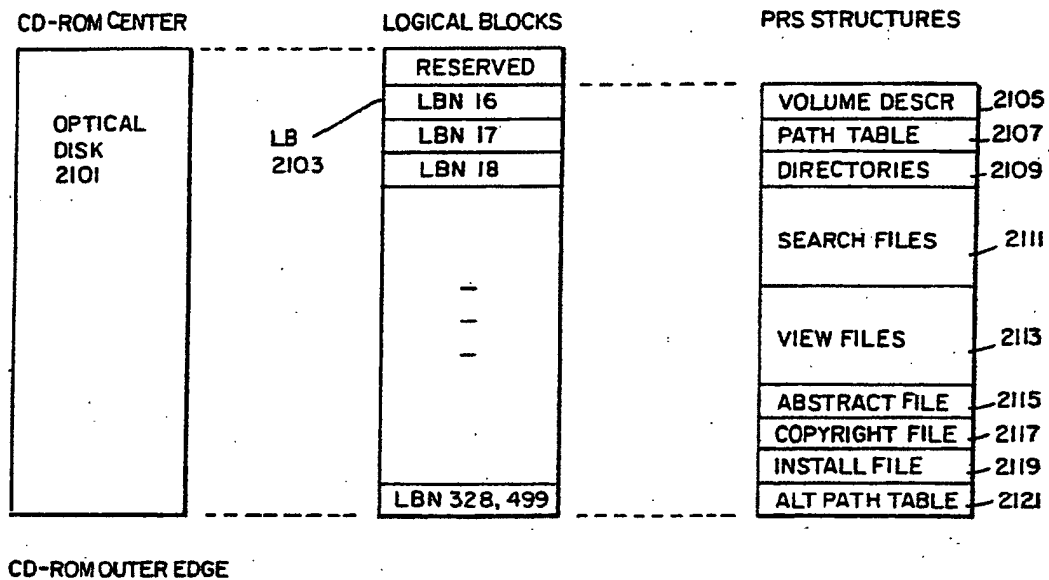 CD-ROM CENTER
OPTICAL
DISK
2101
CD-ROM OUTER EDGE
LOGICAL BLOCKS
RESERVED
LBN 16
LBN 17
LBN 18
LBN 328, 499
LB
2103
PRS STRUCTURES
VOLUME DESCR 2105
PATH TABLE 2107
DIRECTORIES 2109
SEARCH FILES 2111
VIEW FILES 2113
ABSTRACT FILE 2115
COPYRIGHT FILE 2117
INSTALL FILE 2119
ALT PATH TABLE 2121